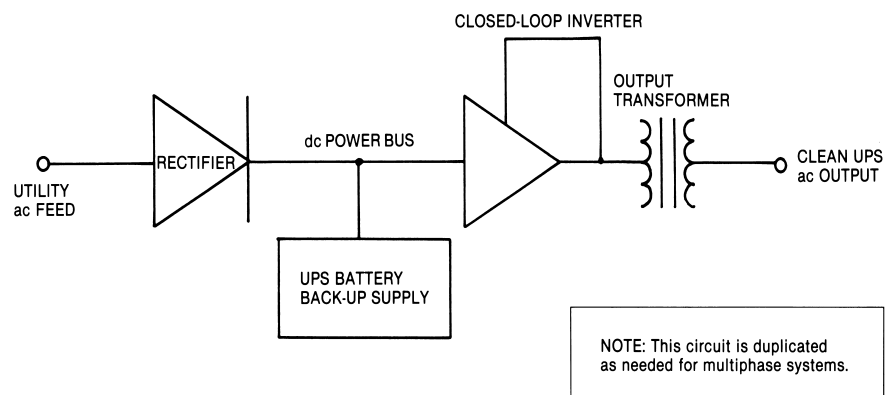 CLOSED-LOOP INVERTER
OUTPUT
TRANSFORMER
dc POWER BUS
RECTIFIER
UTILITY
ac FEED
CLEAN UPS
ac OUTPUT
UPS BATTERY
BACK-UP SUPPLY
NOTE: This circuit is duplicated
as needed for multiphase systems.